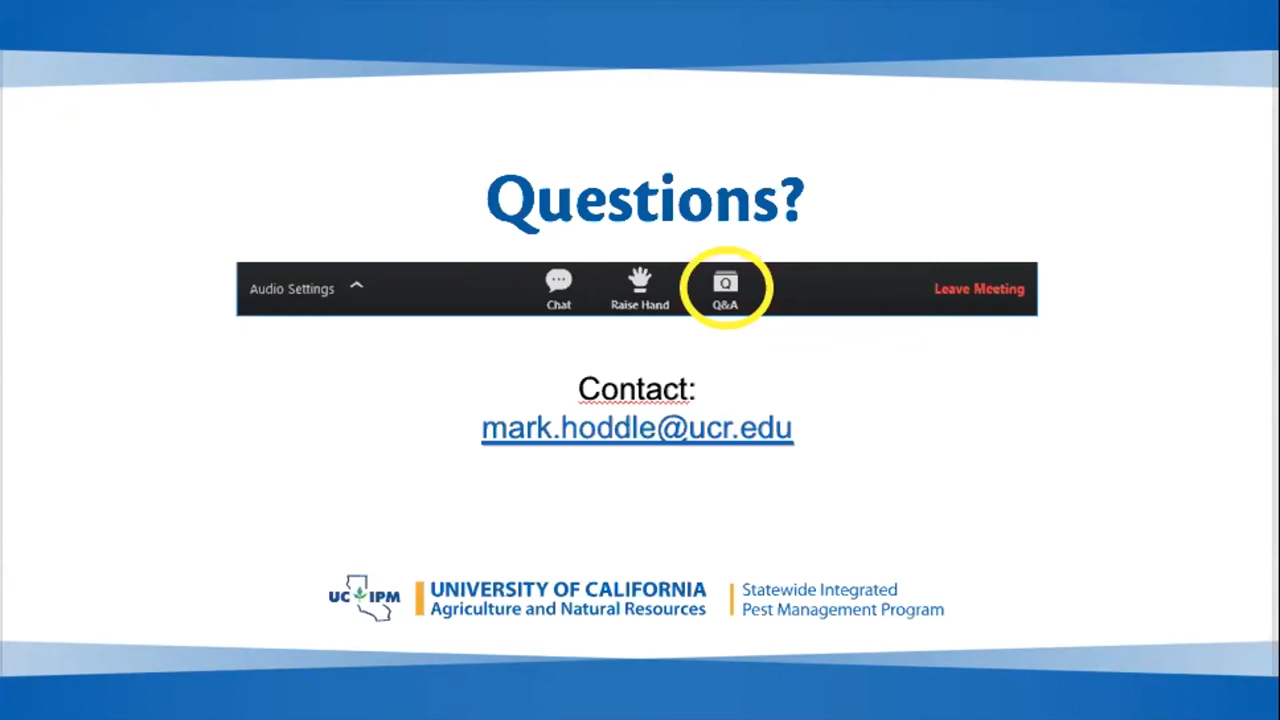 Questions?
Audio Settings
Chat
Raise Hand
Q
Q&A
Leave Meeting
Contact:
mark.hoddle@ucr.edu
UC IPM
UNIVERSITY OF CALIFORNIA
Agriculture and Natural Resources
Statewide Integrated
Pest Management Program